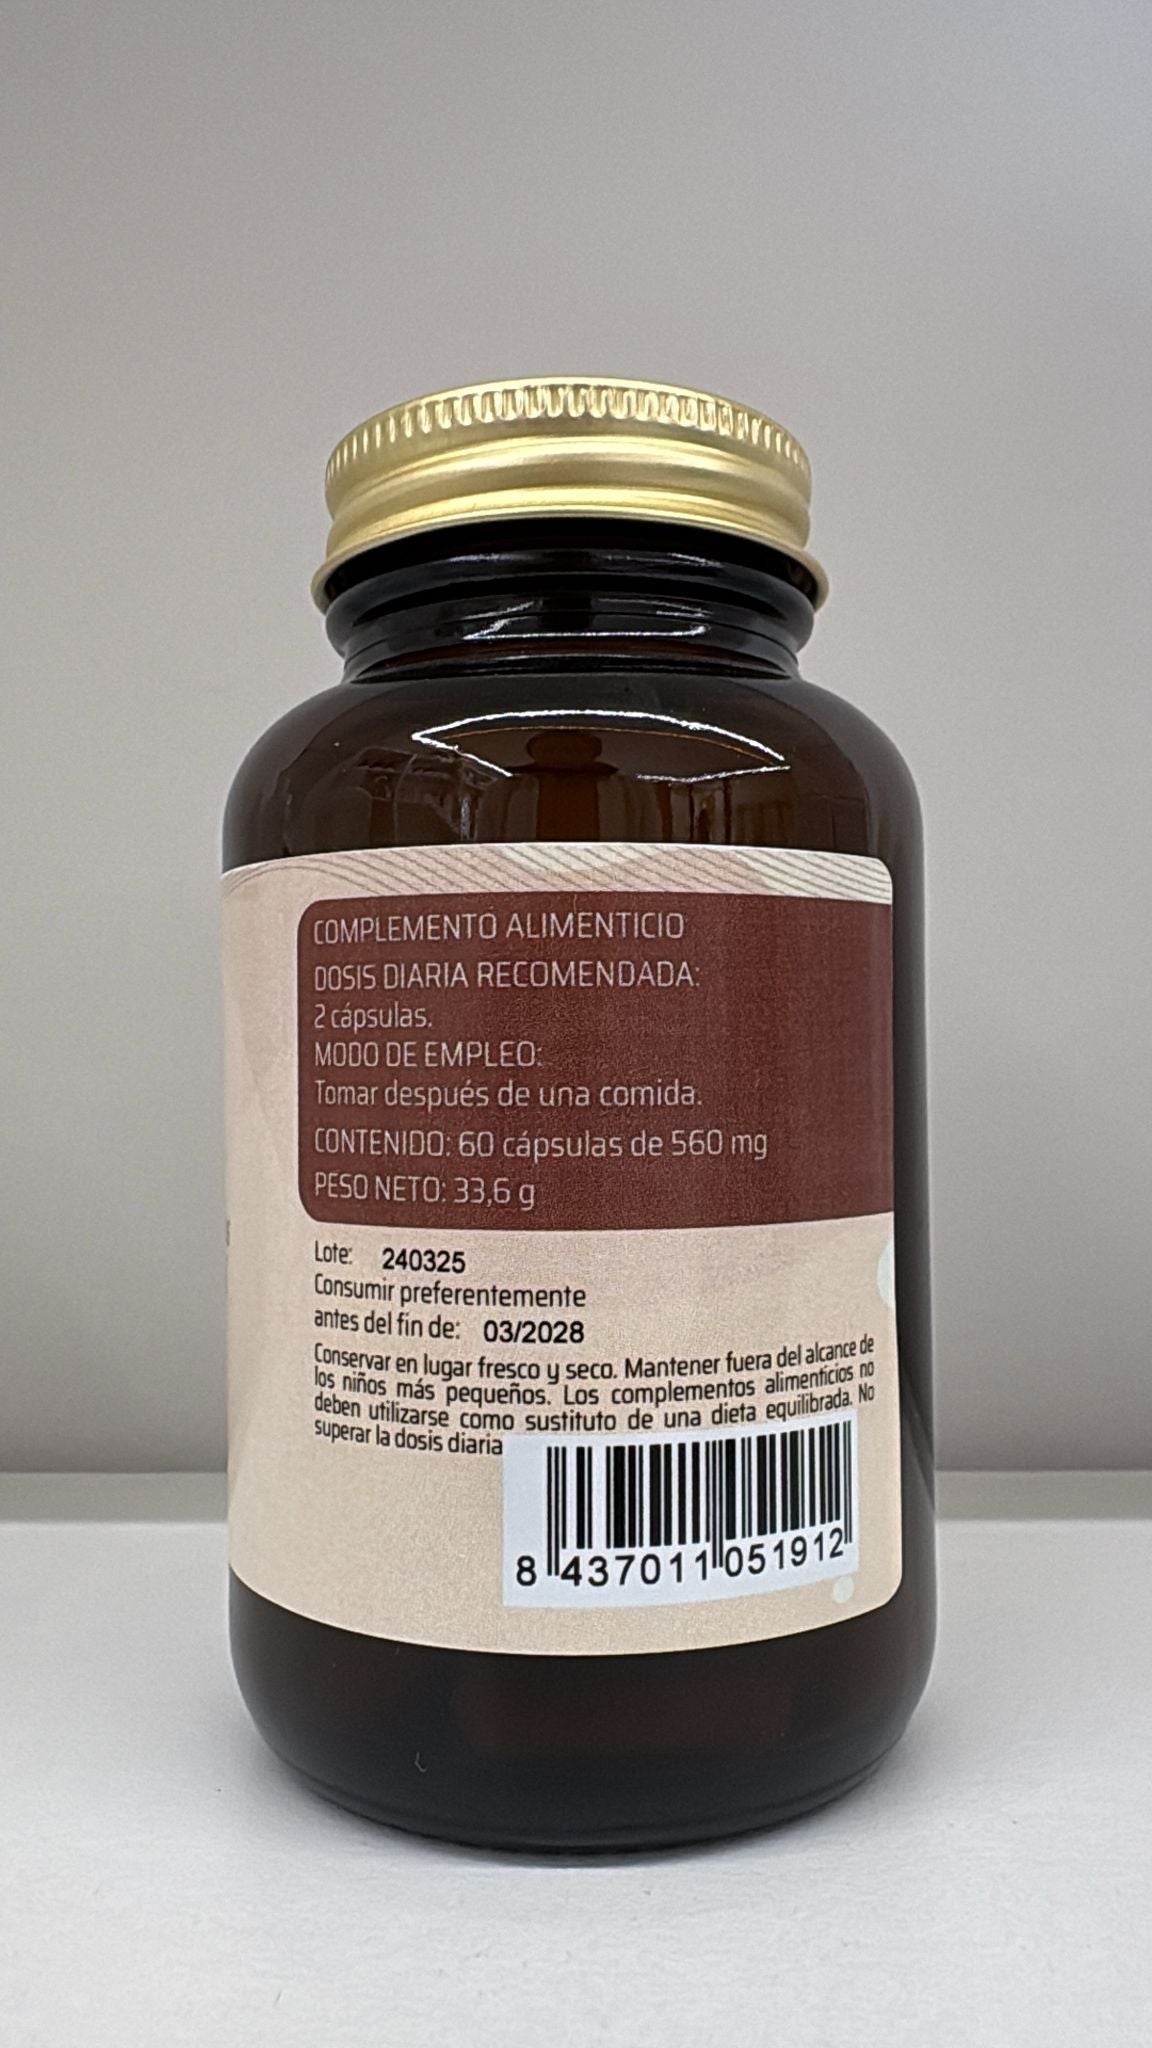 COMPLEMENTO ALIMENTICIO
DOSIS DIARIA RECOMENDADA:
2 cápsulas.
MODO DE EMPLEO:
Tomar después de una comida.
CONTENIDO: 60 cápsulas de 560 mg
PESO NETO: 33,6 g
Lote: 240325
Consumir preferentemente
antes del fin de: 03/2028
Conservar en lugar fresco y seco. Mantener fuera del alcance de
los niños más pequeños. Los complementos alimenticios no
deben utilizarse como sustituto de una dieta equilibrada. No
superar la dosis diaria
8 437011 051912